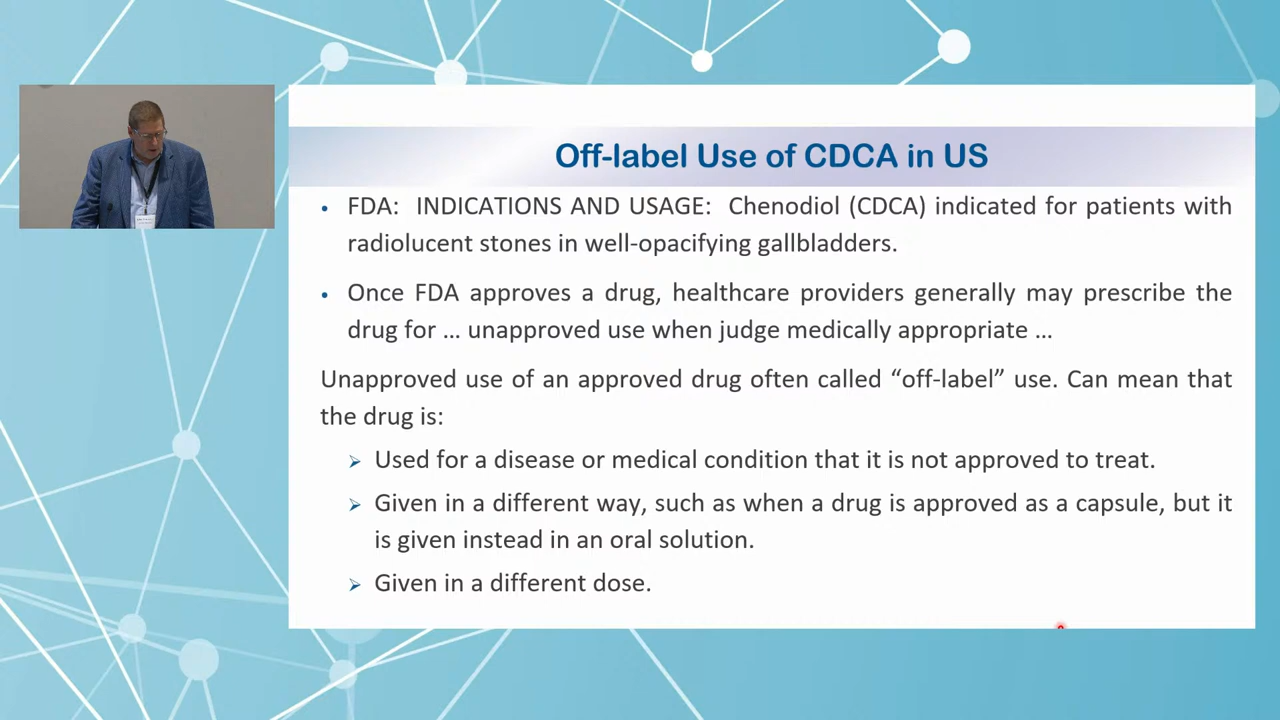 Off-label Use of CDCA in US
• FDA: INDICATIONS AND USAGE: Chenodiol (CDCA) indicated for patients with
radiolucent stones in well-opacifying gallbladders.
• Once FDA approves a drug, healthcare providers generally may prescribe the
drug for … unapproved use when judge medically appropriate …
Unapproved use of an approved drug often called “off-label” use. Can mean that
the drug is:
➢ Used for a disease or medical condition that it is not approved to treat.
➢ Given in a different way, such as when a drug is approved as a capsule, but it
is given instead in an oral solution.
➢ Given in a different dose.